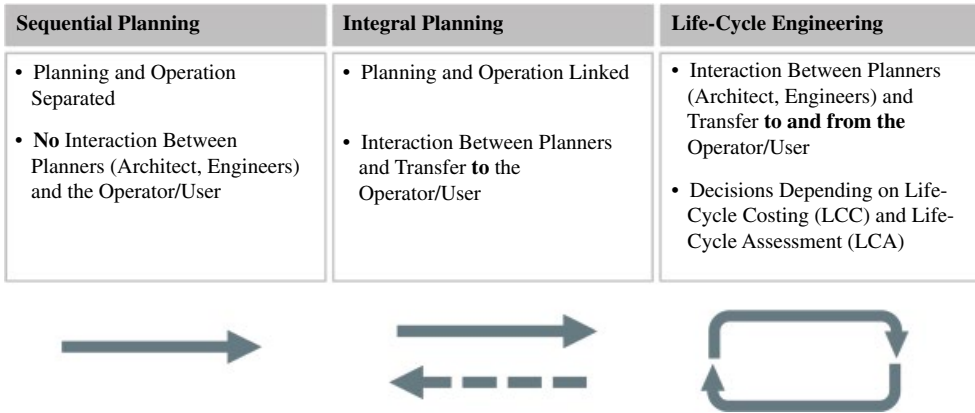 Sequential Planning
• Planning and Operation
Separated
• No Interaction Between
Planners (Architect, Engineers)
and the Operator/User
Integral Planning
• Planning and Operation Linked
• Interaction Between Planners
and Transfer to the
Operator/User
Life-Cycle Engineering
• Interaction Between Planners
(Architect, Engineers) and
Transfer to and from the
Operator/User
• Decisions Depending on Life-
Cycle Costing (LCC) and Life-
Cycle Assessment (LCA)